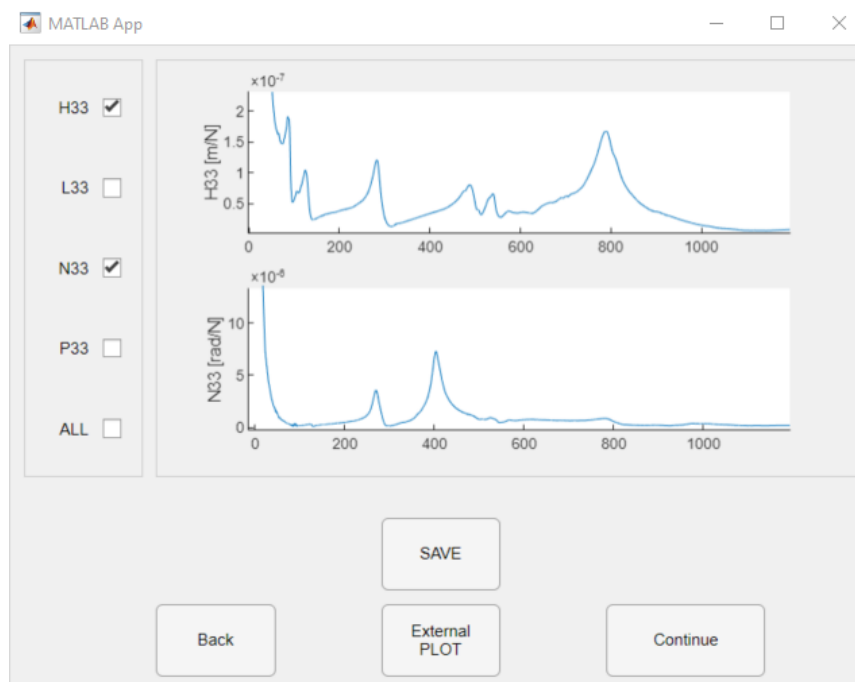 MATLAB App
H33
L33
N33
P33
ALL
×10⁻⁷
H33 [m/N]
2
1.5
1
0.5
0 200 400 600 800 1000
×10⁻⁶
N33 [rad/N]
10
5
0
0 200 400 600 800 1000
SAVE
Back
External
PLOT
Continue